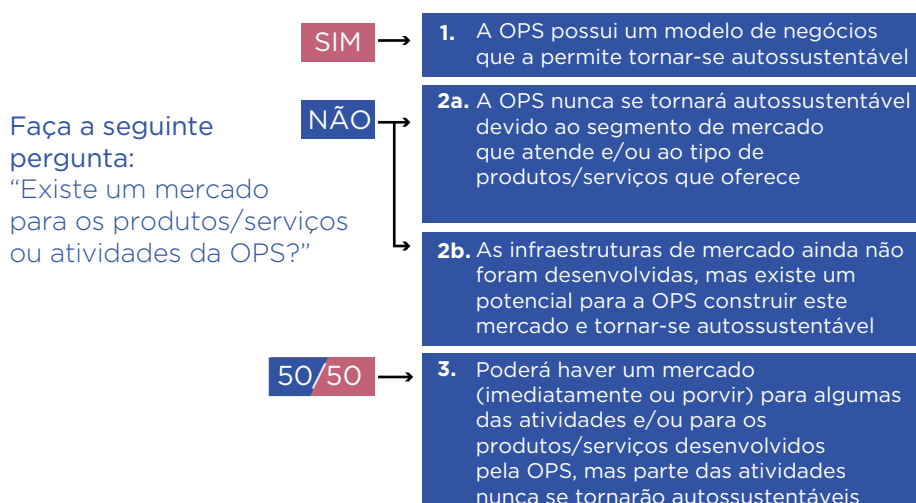 Faça a seguinte
pergunta:
“Existe um mercado
para os produtos/serviços
ou atividades da OPS?”
SIM
1. A OPS possui um modelo de negócios
que a permite tornar-se autossustentável
NÃO
2a. A OPS nunca se tornará autossustentável
devido ao segmento de mercado
que atende e/ou ao tipo de
produtos/serviços que oferece
2b. As infraestruturas de mercado ainda não
foram desenvolvidas, mas existe um
potencial para a OPS construir este
mercado e tornar-se autossustentável
50/50
3. Poderá haver um mercado
(imediatamente ou porvir) para algumas
das atividades e/ou para os
produtos/serviços desenvolvidos
pela OPS, mas parte das atividades
nunca se tornarão autossustentáveis